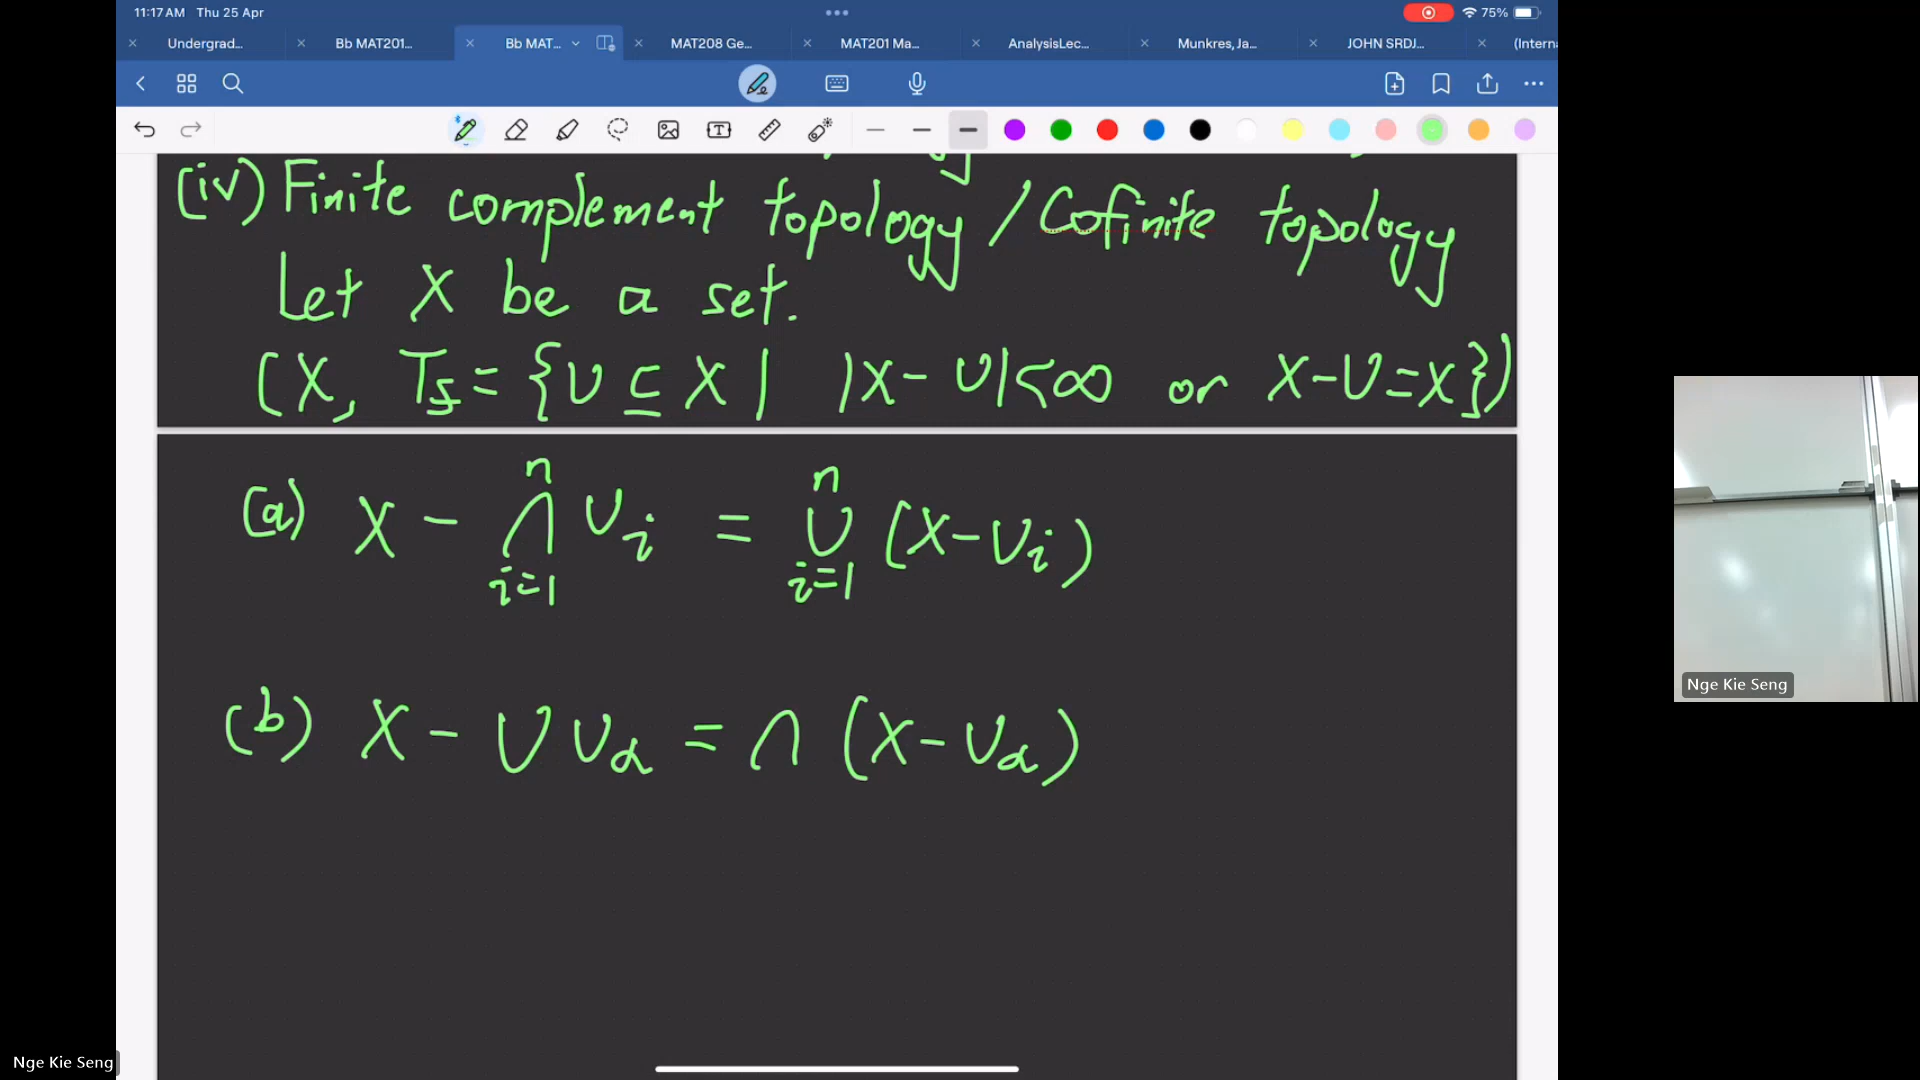 11:17 AM Thu 25 Apr
75%
Undergrad...
Bb MAT201...
Bb MAT...
MAT208 Ge...
MAT201 Ma...
AnalysisLec...
Munkres, Ja...
JOHN SRDJ...
(Interna
(iv) Finite complement topology / Cofinite topology
Let X be a set.
(X, T_f = {U ⊆ X | |X - U| < ∞ or X - U = X})
(a) X - ⋂_{i=1}^{n} U_i = ⋃_{i=1}^{n} (X - U_i)
(b) X - ⋃ U_α = ⋂ (X - U_α)
Nge Kie Seng
Nge Kie Seng